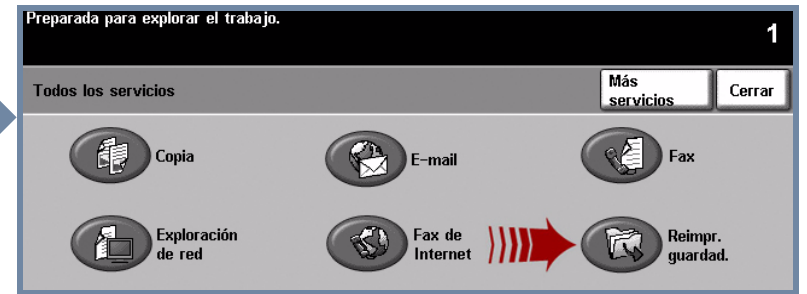 Preparada para explorar el trabajo.
1
Todos los servicios
Más
servicios
Cerrar
Copia
E-mail
Fax
Exploración
de red
Fax de
Internet
Reimpr.
guardad.